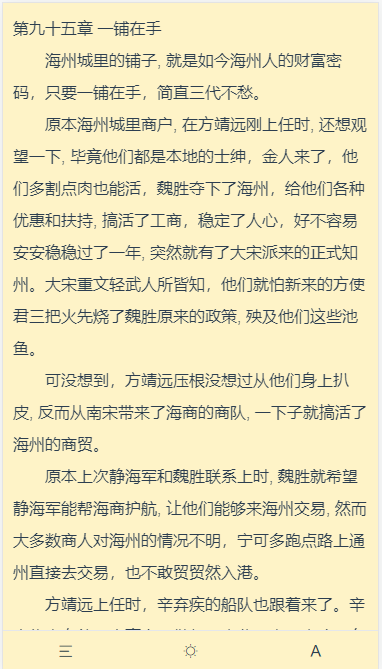 第九十五章 一铺在手
海州城里的铺子, 就是如今海州人的财富密
码，只要一铺在手，简直三代不愁。
原本海州城里商户, 在方靖远刚上任时, 还想观
望一下, 毕竟他们都是本地的士绅，金人来了，他
们多割点肉也能活，魏胜夺下了海州，给他们各种
优惠和扶持, 搞活了工商，稳定了人心，好不容易
安安稳稳过了一年, 突然就有了大宋派来的正式知
州。大宋重文轻武人所皆知，他们就怕新来的方使
君三把火先烧了魏胜原来的政策, 殃及他们这些池
鱼。
可没想到，方靖远压根没想过从他们身上扒
皮, 反而从南宋带来了海商的商队, 一下子就搞活了
海州的商贸。
原本上次静海军和魏胜联系上时, 魏胜就希望
静海军能帮海商护航, 让他们能够来海州交易, 然而
大多数商人对海州的情况不明，宁可多跑点路上通
州直接去交易，也不敢贸贸然入港。
方靖远上任时，辛弃疾的船队也跟着来了。辛
A